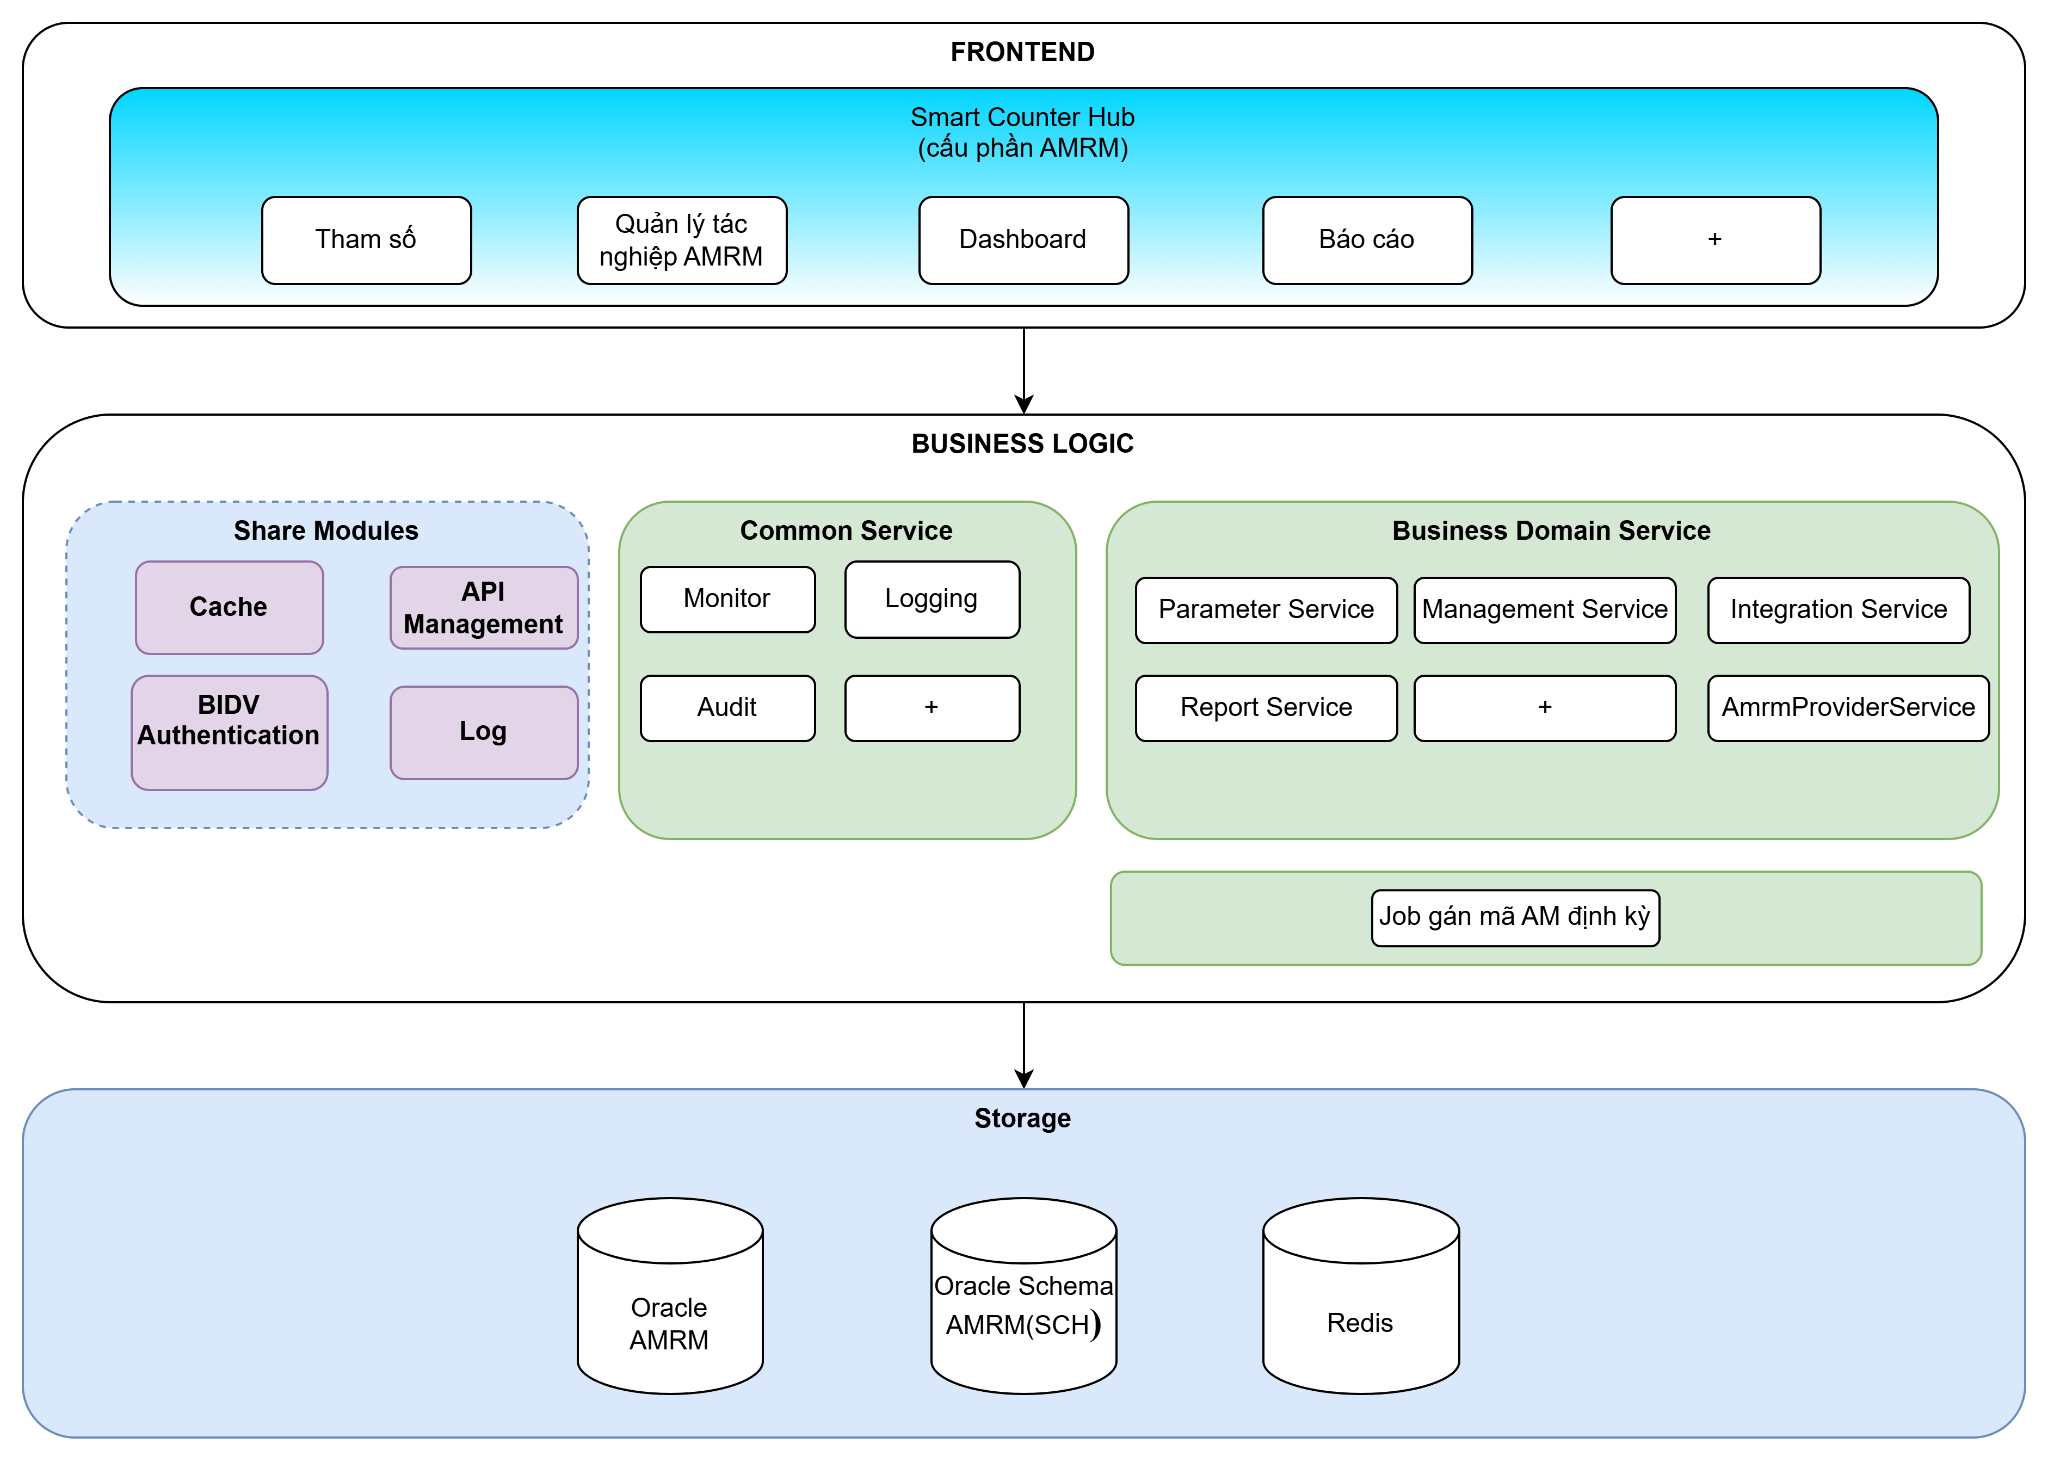 FRONTEND
Smart Counter Hub
(cấu phần AMRM)
Tham số
Quản lý tác
nghiệp AMRM
Dashboard
Báo cáo
+
BUSINESS LOGIC
Share Modules
Cache
API
Management
BIDV
Authentication
Log
Common Service
Monitor
Logging
Audit
+
Business Domain Service
Parameter Service
Management Service
Integration Service
Report Service
+
AmrmProviderService
Job gán mã AM định kỳ
Storage
Oracle
AMRM
Oracle Schema
AMRM(SCH)
Redis